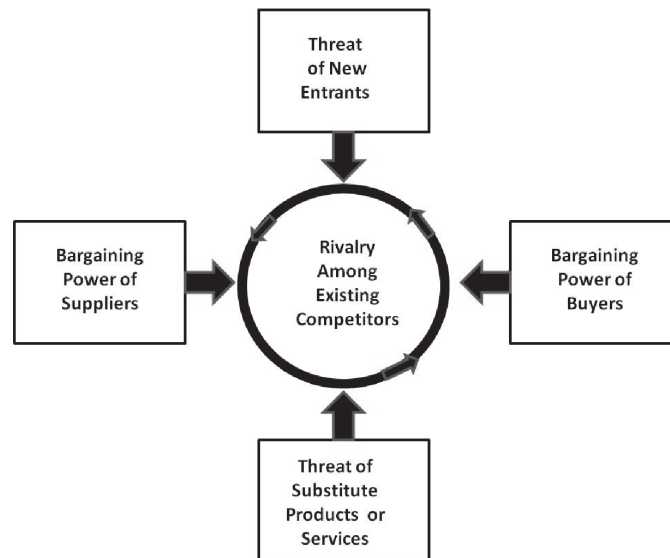 Threat
of New
Entrants
Bargaining
Power of
Suppliers
Rivalry
Among
Existing
Competitors
Bargaining
Power of
Buyers
Threat of
Substitute
Products or
Services